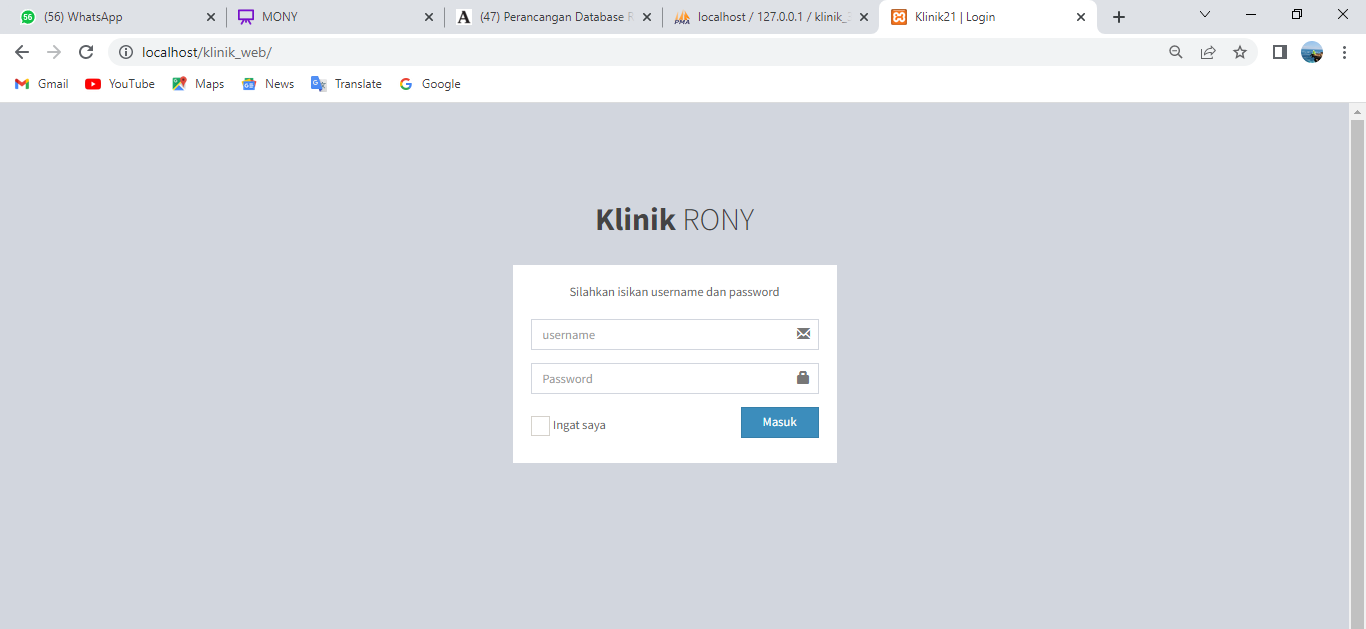 56
(56) WhatsApp
MONY
A
(47) Perancangan Database R
PMA
localhost / 127.0.0.1 / klinik_
Klinik21 | Login
localhost/klinik_web/
Gmail
YouTube
Maps
News
Translate
Google
Klinik RONY
Silahkan isikan username dan password
username
Password
Ingat saya
Masuk